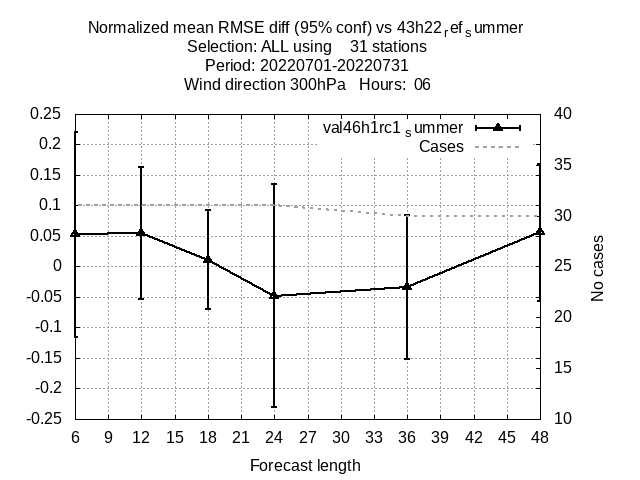 Normalized mean RMSE diff (95% conf) vs 43h22refsummer
Selection: ALL using    31 stations
Period: 20220701-20220731
Wind direction 300hPa   Hours:  06
val46h1rc1summer
Cases
0.25
0.2
0.15
0.1
0.05
0
-0.05
-0.1
-0.15
-0.2
-0.25
40
35
30
25
20
15
10
No cases
6 9 12 15 18 21 24 27 30 33 36 39 42 45 48
Forecast length